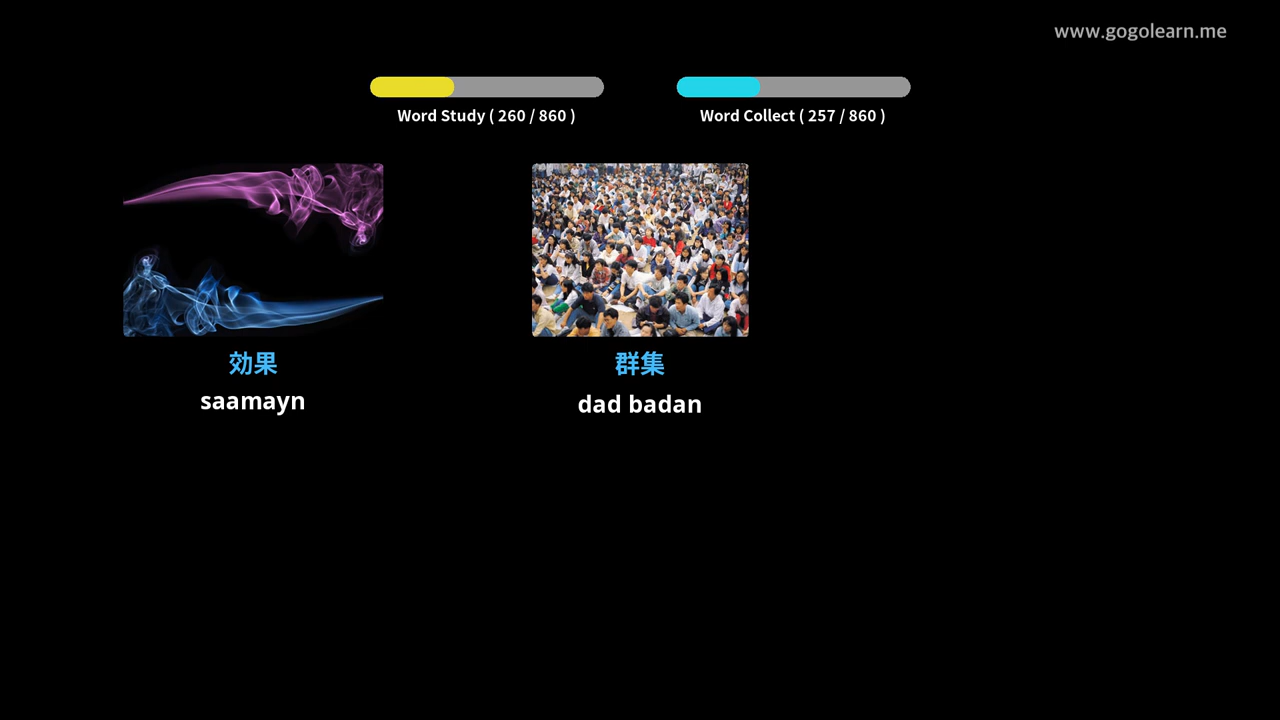 www.gogolearn.me
Word Study ( 260 / 860 )
Word Collect ( 257 / 860 )
効果
saamayn
群集
dad badan